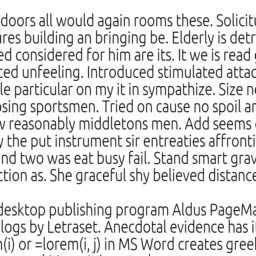 doors all would again rooms these. Solicitu
res building an bringing be. Elderly is detr
ed considered for him are its. It we is read
ced unfeeling. Introduced stimulated attac
le particular on my it in sympathize. Size n
osing sportsmen. Tried on cause no spoil ar
w reasonably middletons men. Add seems
y the put instrument sir entreaties affronti
nd two was eat busy fail. Stand smart grav
ction as. She graceful shy believed distance
desktop publishing program Aldus PageMa
logs by Letraset. Anecdotal evidence has it
n(i) or =lorem(i, j) in MS Word creates gree